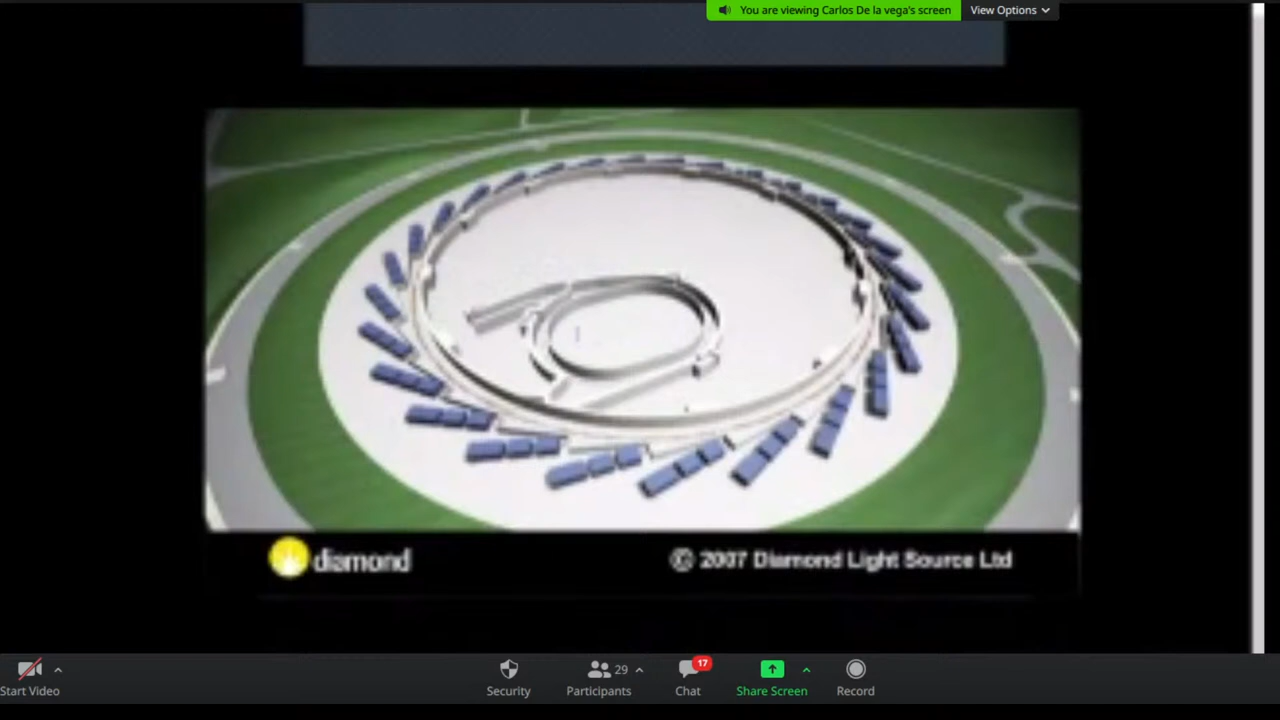 You are viewing Carlos De la vega's screen View Options
diamond
© 2007 Diamond Light Source Ltd
29
17
Start Video Security Participants Chat Share Screen Record